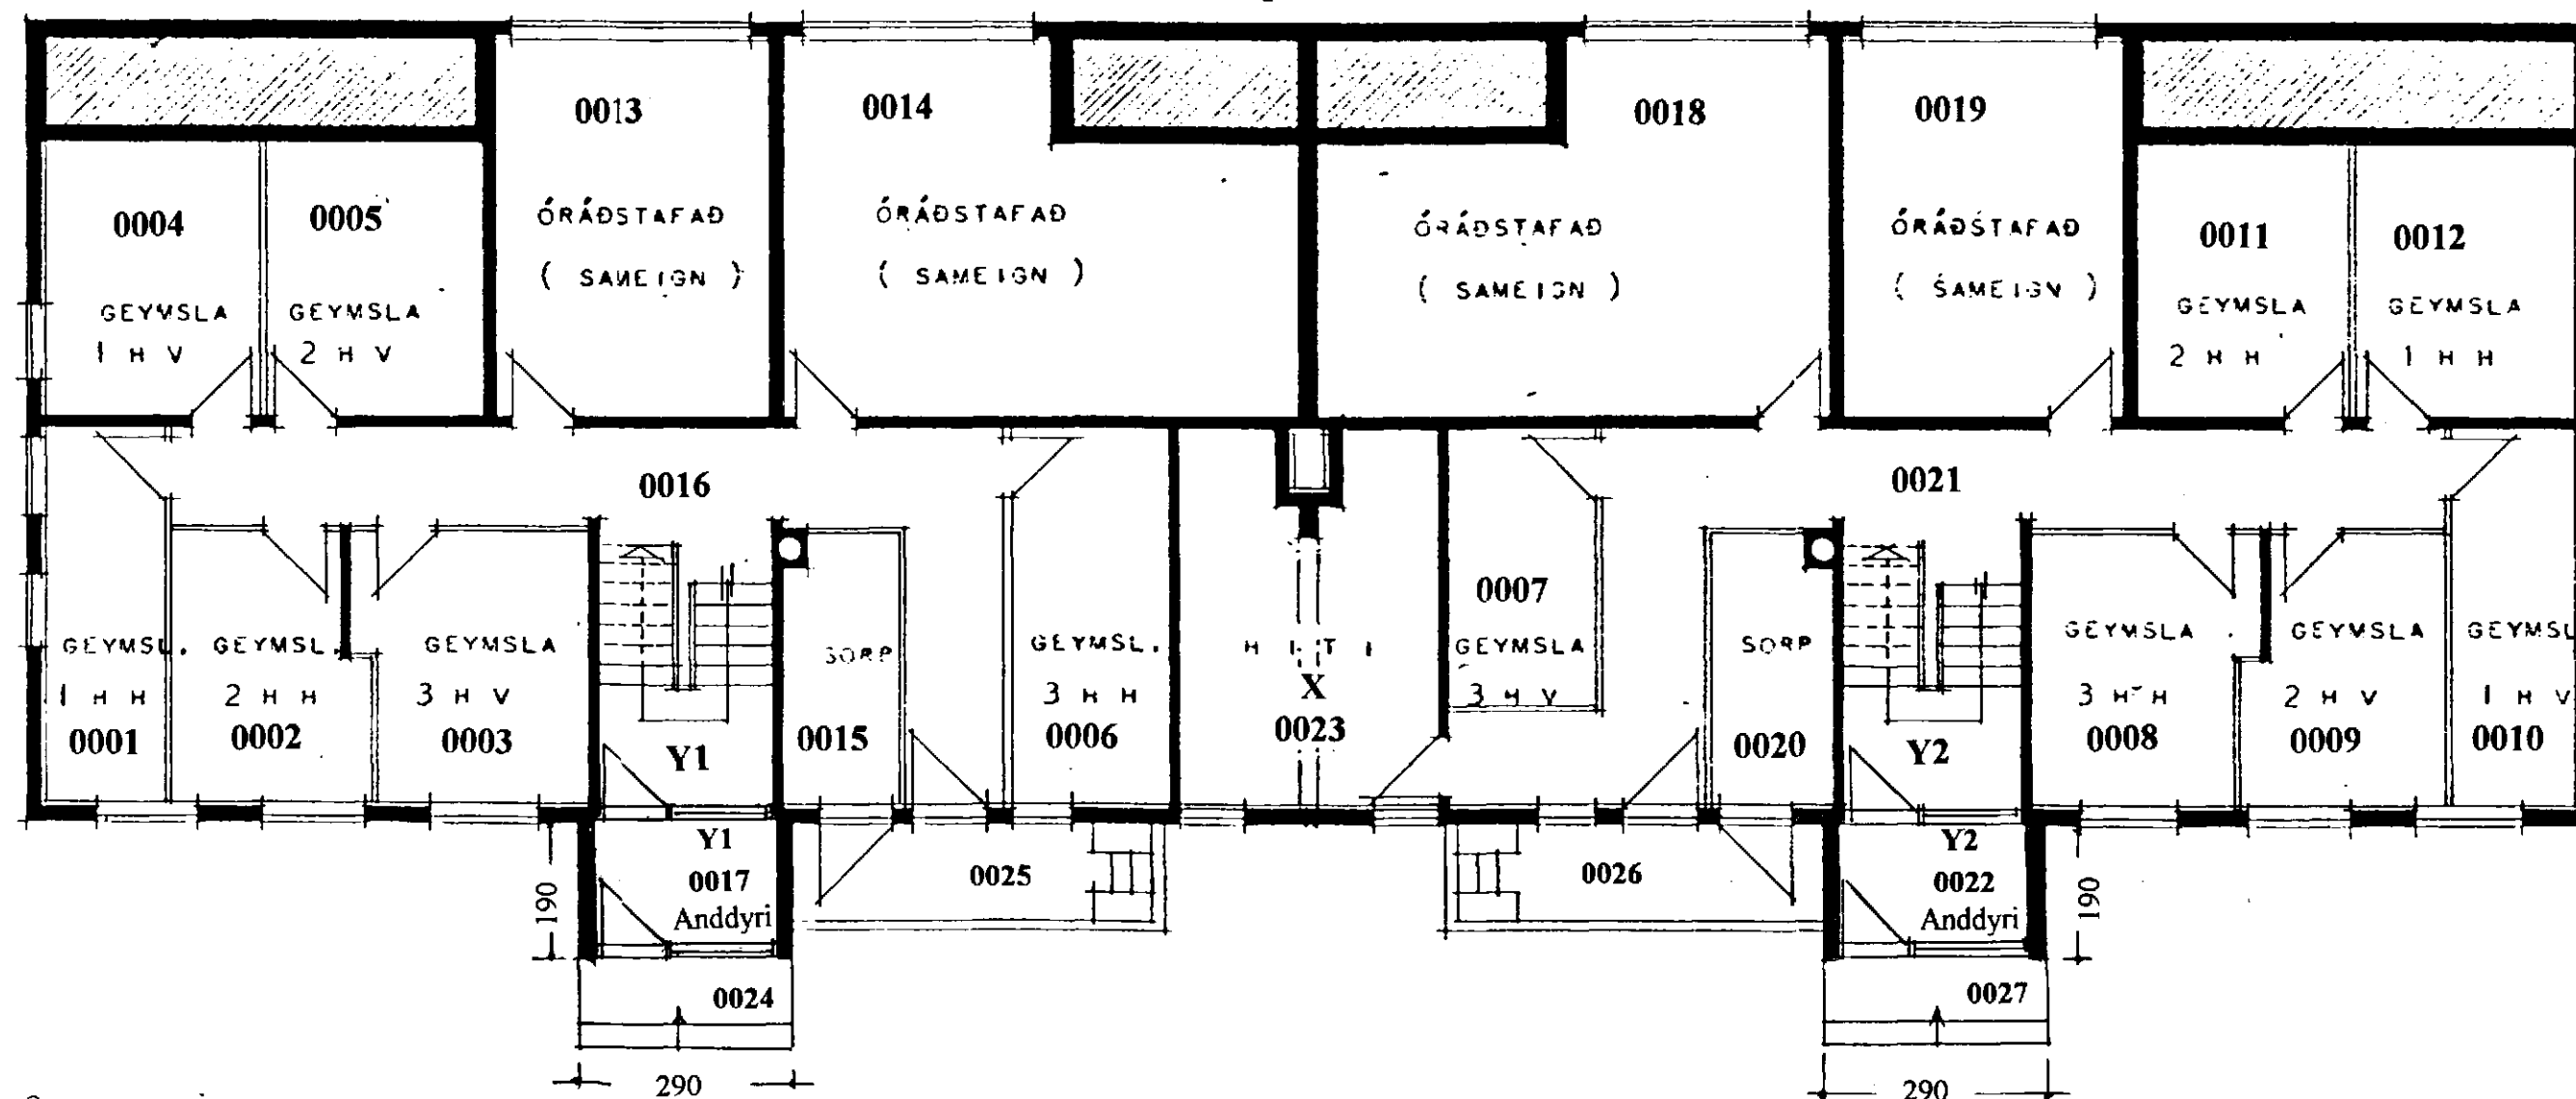 0013
0014
0018
0019
0004
0005
ÓRÁÐSTAFAÐ
( SAMEIGN )
ÓRÁÐSTAFAÐ
( SAMEIGN )
ÓRÁÐSTAFAÐ
( SAMEIGN )
ÓRÁÐSTAFAÐ
( SAMEIGN )
0011
0012
GEYMSLA
1 H V
GEYMSLA
2 H V
GEYMSLA
2 H H
GEYMSLA
1 H H
0016
0021
GEYMSL.
1 H H
0001
GEYMSL.
2 H H
0002
GEYMSLA
3 H V
0003
Y1
SORP
0015
GEYMSL.
3 H H
0006
HITI
X
0023
0007
GEYMSLA
3 H V
SORP
0020
Y2
GEYMSLA
3 H H
0008
GEYMSLA
2 H V
0009
GEYMSL
1 H V
0010
190
Y1
0017
Anddyri
0025
0026
Y2
0022
Anddyri
190
0024
0027
290
290